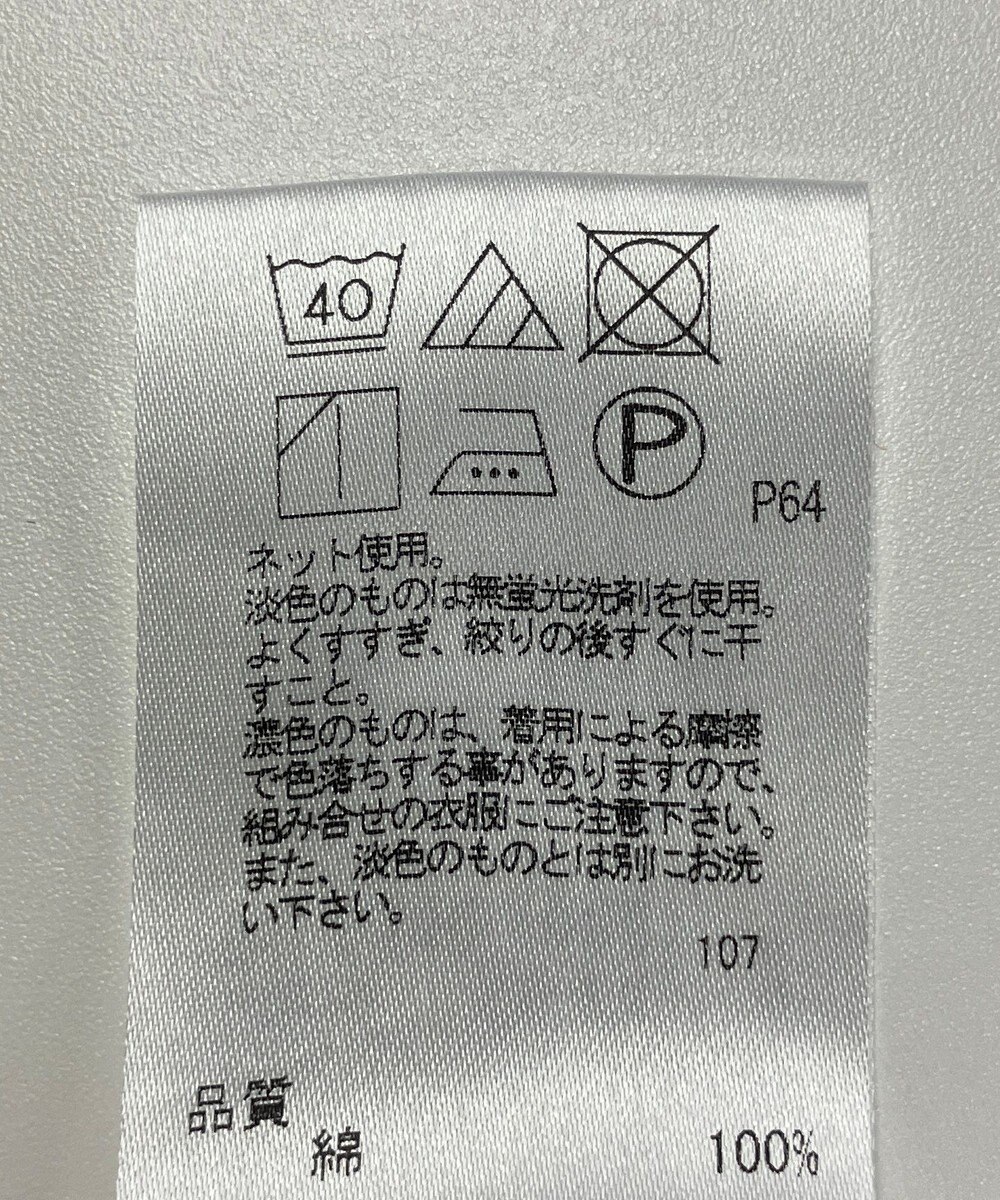 40
P
P64
ネット使用。
淡色のものは無蛍光洗剤を使用。
よくすすぎ、絞りの後すぐに干
すこと。
濃色のものは、着用による摩擦
で色落ちする事がありますので、
組み合せの衣服にご注意下さい。
また、淡色のものとは別にお洗
い下さい。
107
品質
綿 100%